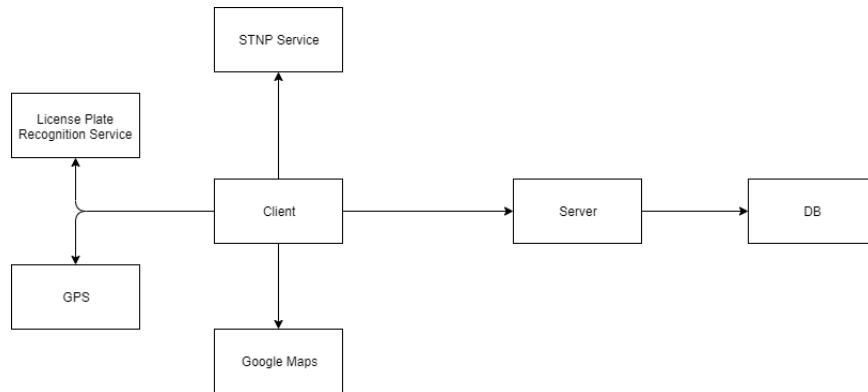 STNP Service
License Plate
Recognition Service
Client
Server
DB
GPS
Google Maps